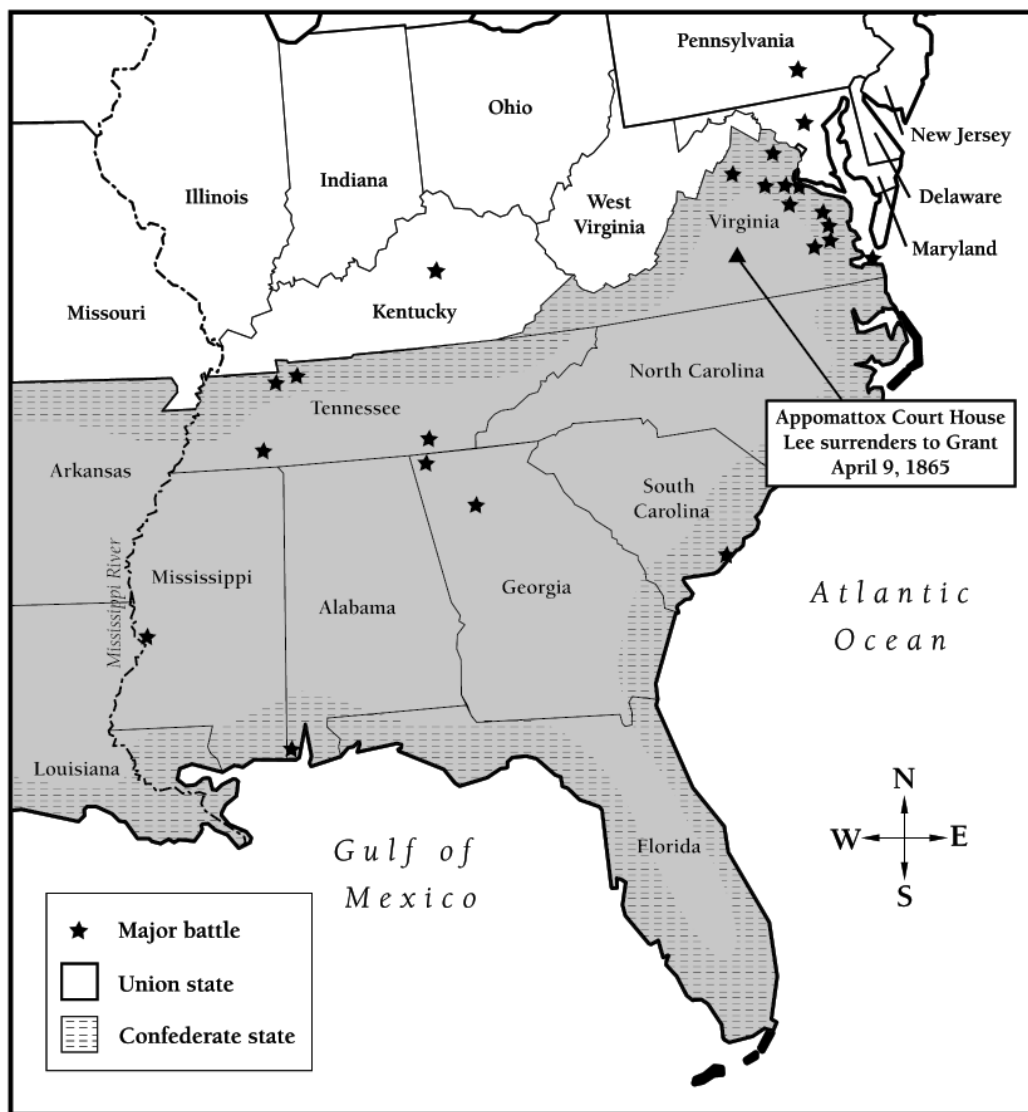 Pennsylvania
Ohio
New Jersey
Indiana
Illinois
West
Virginia
Delaware
Virginia
Maryland
Missouri
Kentucky
North Carolina
Tennessee
Appomattox Court House
Lee surrenders to Grant
April 9, 1865
Arkansas
South
Carolina
Mississippi River
Mississippi
Alabama
Georgia
Atlantic
Ocean
Louisiana
N
W
E
S
Florida
Gulf of
Mexico
Major battle
Union state
Confederate state